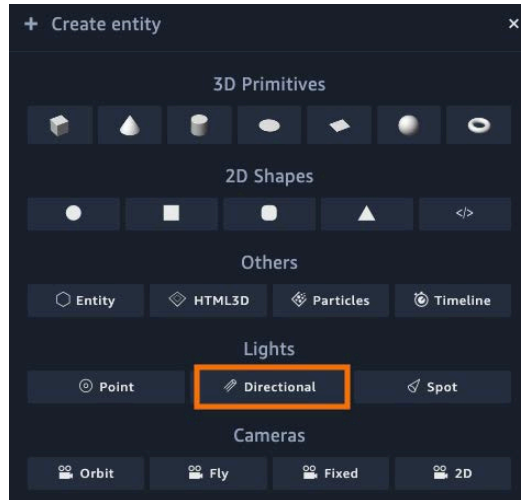 + Create entity ×
3D Primitives
2D Shapes
</>
Others
Entity HTML3D Particles Timeline
Lights
Point Directional Spot
Cameras
Orbit Fly Fixed 2D